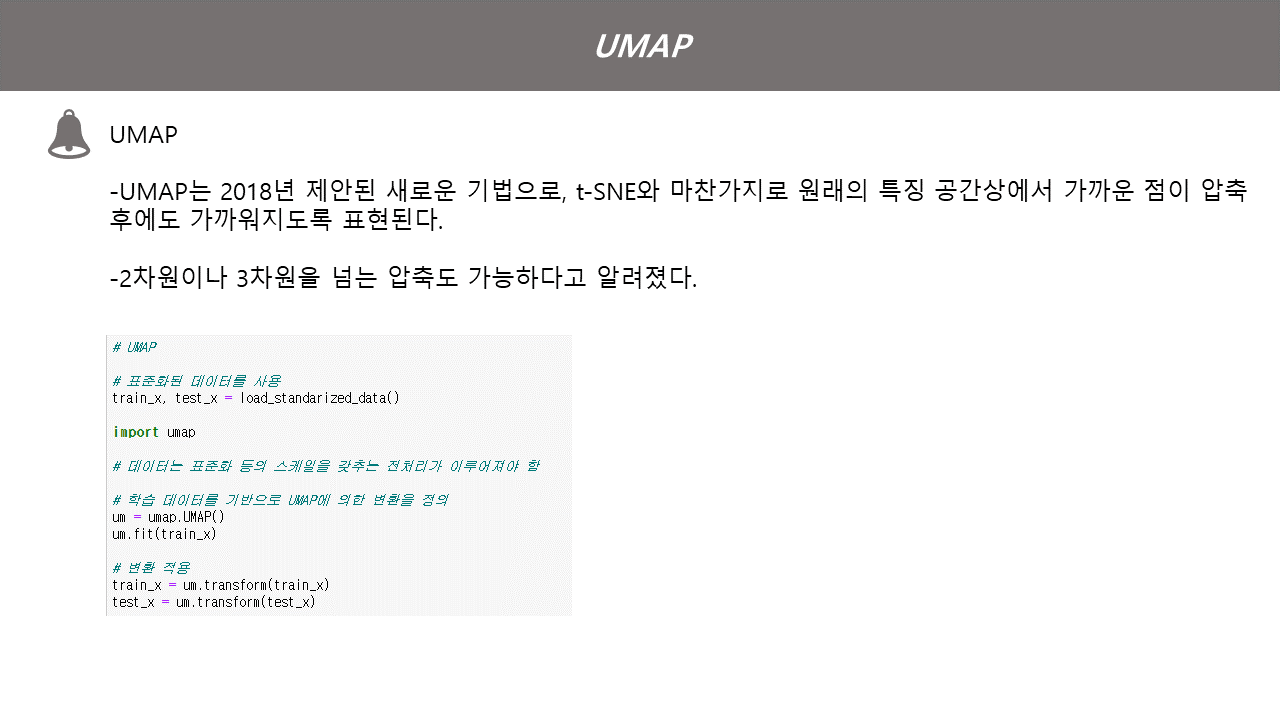 UMAP
UMAP
-UMAP는 2018년 제안된 새로운 기법으로, t-SNE와 마찬가지로 원래의 특징 공간상에서 가까운 점이 압축
후에도 가까워지도록 표현된다.
-2차원이나 3차원을 넘는 압축도 가능하다고 알려졌다.
# UMAP
# 표준화된 데이터를 사용
train_x, test_x = load_standarized_data()
import umap
# 데이터는 표준화 등의 스케일을 갖추는 전처리가 이루어져야 함
# 학습 데이터를 기반으로 UMAP에 의한 변환을 정의
um = umap.UMAP()
um.fit(train_x)
# 변환 적용
train_x = um.transform(train_x)
test_x = um.transform(test_x)